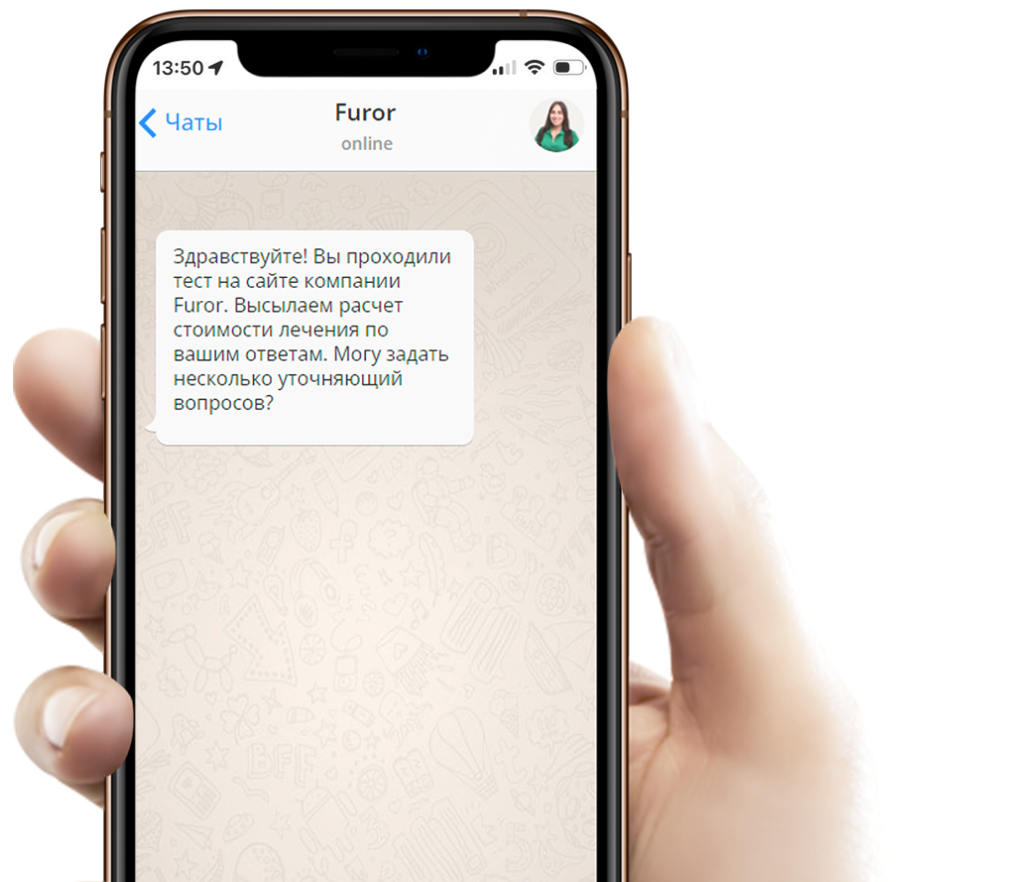 13:50
Чаты
Furor
online
Здравствуйте! Вы проходили
тест на сайте компании
Furor. Высылаем расчет
стоимости лечения по
вашим ответам. Могу задать
несколько уточняющий
вопросов?
BFF